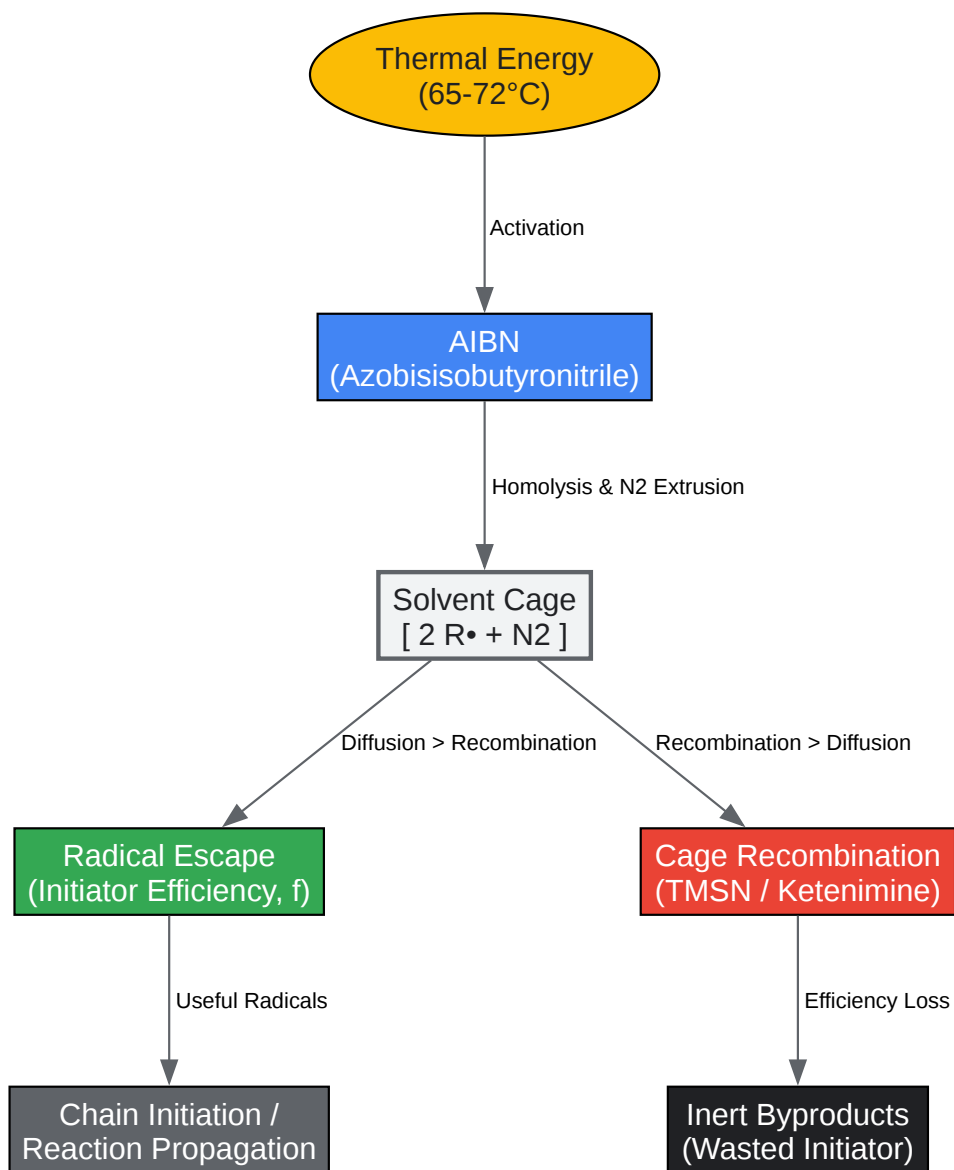 Thermal Energy
(65-72°C)
Activation
AIBN
(Azobisisobutyronitrile)
Homolysis & N2 Extrusion
Solvent Cage
[ 2 R• + N2 ]
Diffusion > Recombination
Recombination > Diffusion
Radical Escape
(Initiator Efficiency, f)
Cage Recombination
(TMSN / Ketenimine)
Useful Radicals
Efficiency Loss
Chain Initiation /
Reaction Propagation
Inert Byproducts
(Wasted Initiator)